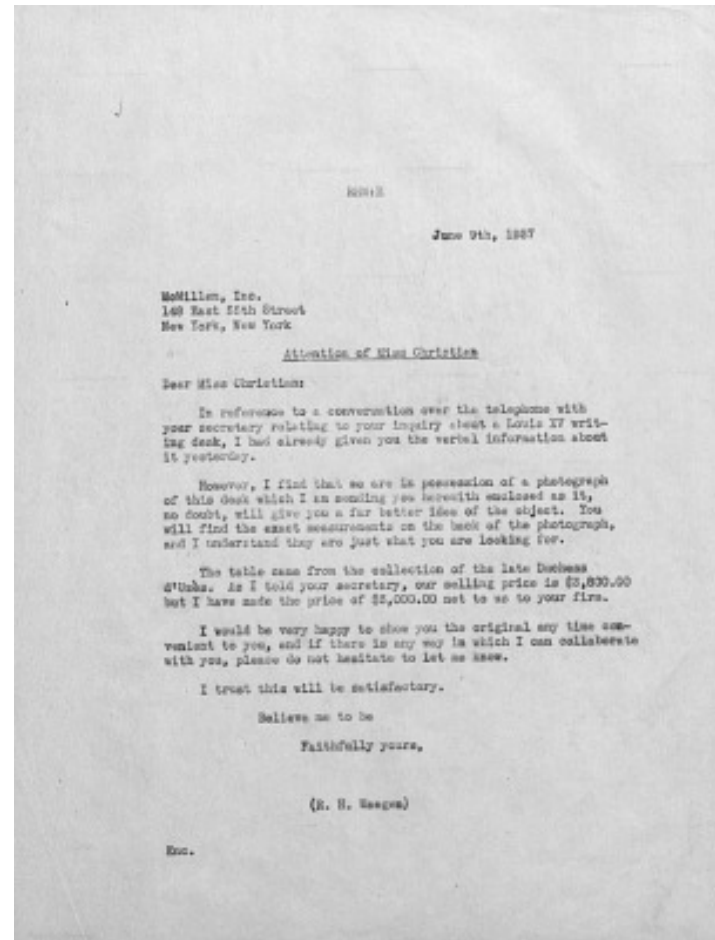 June 9th, 1937
McMillen, Inc.
148 East 55th Street
New York, New York
Attention of Miss Christian
Dear Miss Christian:
In reference to a conversation over the telephone with
your secretary relating to your inquiry about a Louis XV writ-
ing desk, I had already given you the verbal information about
it yesterday.
However, I find that we are in possession of a photograph
of this desk which I am sending you herewith enclosed as it,
no doubt, will give you a far better idea of the object. You
will find the exact measurements on the back of the photograph,
and I understand they are just what you are looking for.
The table came from the collection of the late Duchess
d'Uzès. As I told your secretary, our selling price is $3,800.00
but I have made the price of $3,000.00 net to us to your firm.
I would be very happy to show you the original any time con-
venient to you, and if there is any way in which I can collaborate
with you, please do not hesitate to let me know.
I trust this will be satisfactory.
Believe me to be
Faithfully yours,
(R. H. Waegen)
Enc.